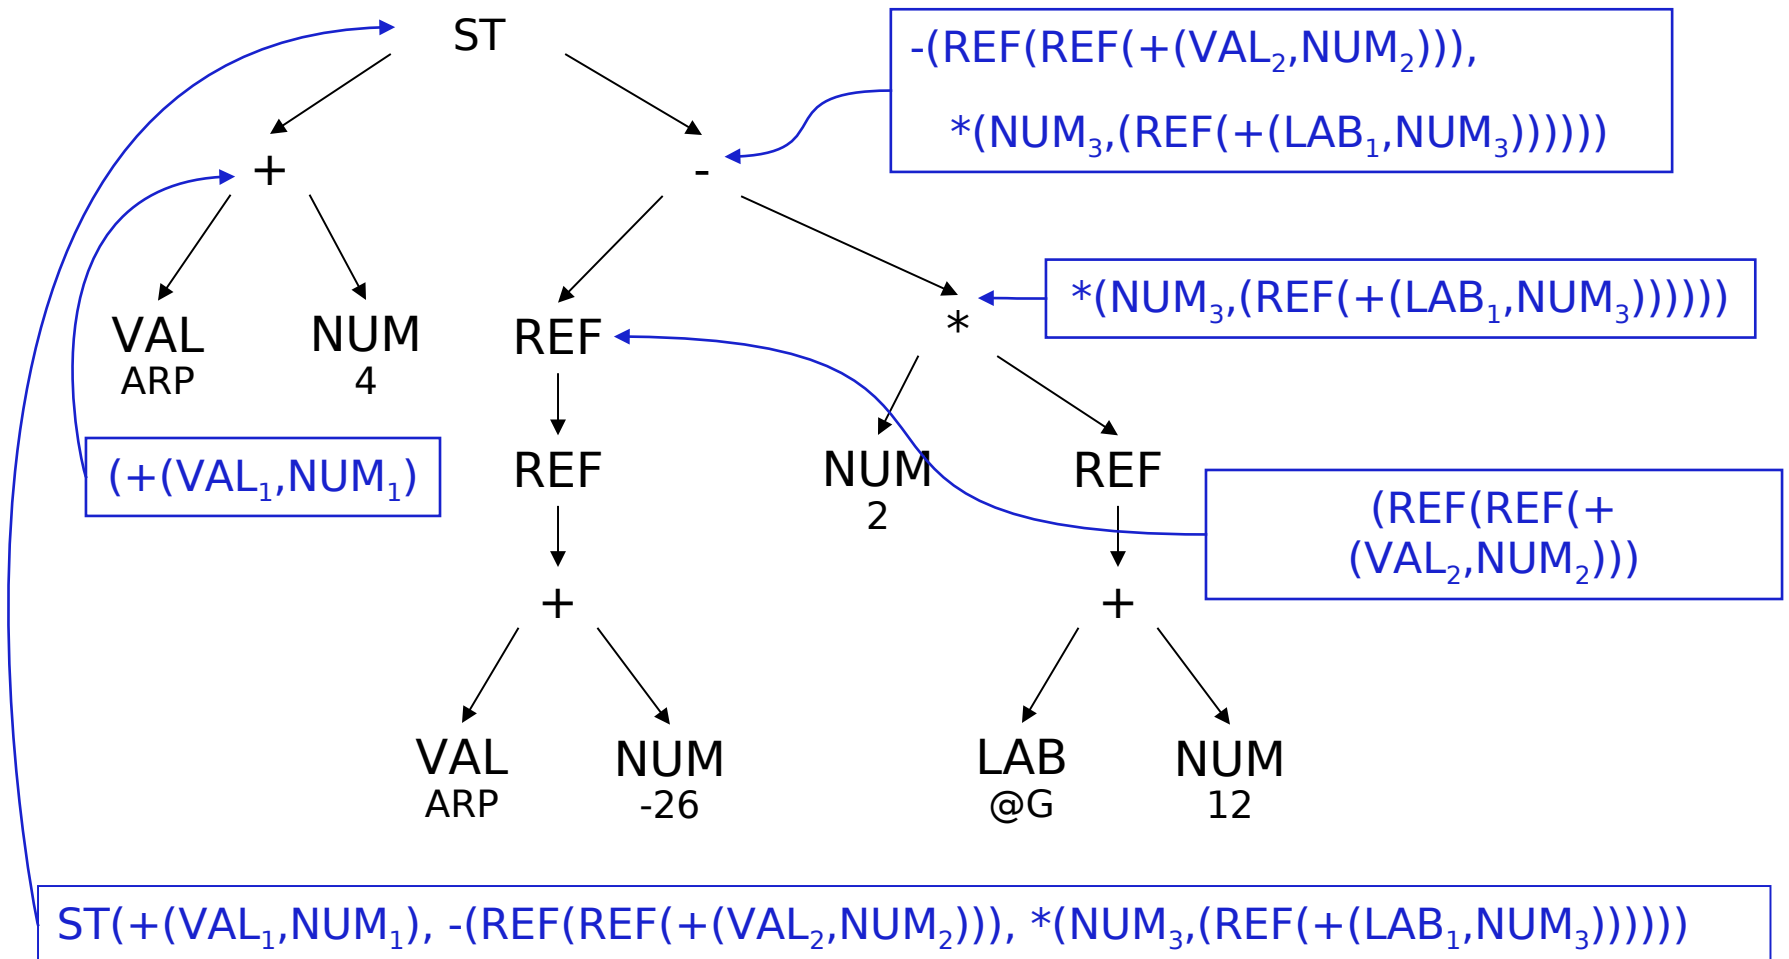 ST
-(REF(REF(+(VAL₂,NUM₂))),
*(NUM₃,(REF(+(LAB₁,NUM₃))))))
+
-
*(NUM₃,(REF(+(LAB₁,NUM₃))))))
VAL
ARP
NUM
4
REF
*
(+(VAL₁,NUM₁)
REF
NUM
2
REF
(REF(REF(+
(VAL₂,NUM₂)))
+
+
VAL
ARP
NUM
-26
LAB
@G
NUM
12
ST(+(VAL₁,NUM₁), -(REF(REF(+(VAL₂,NUM₂))), *(NUM₃,(REF(+(LAB₁,NUM₃))))))